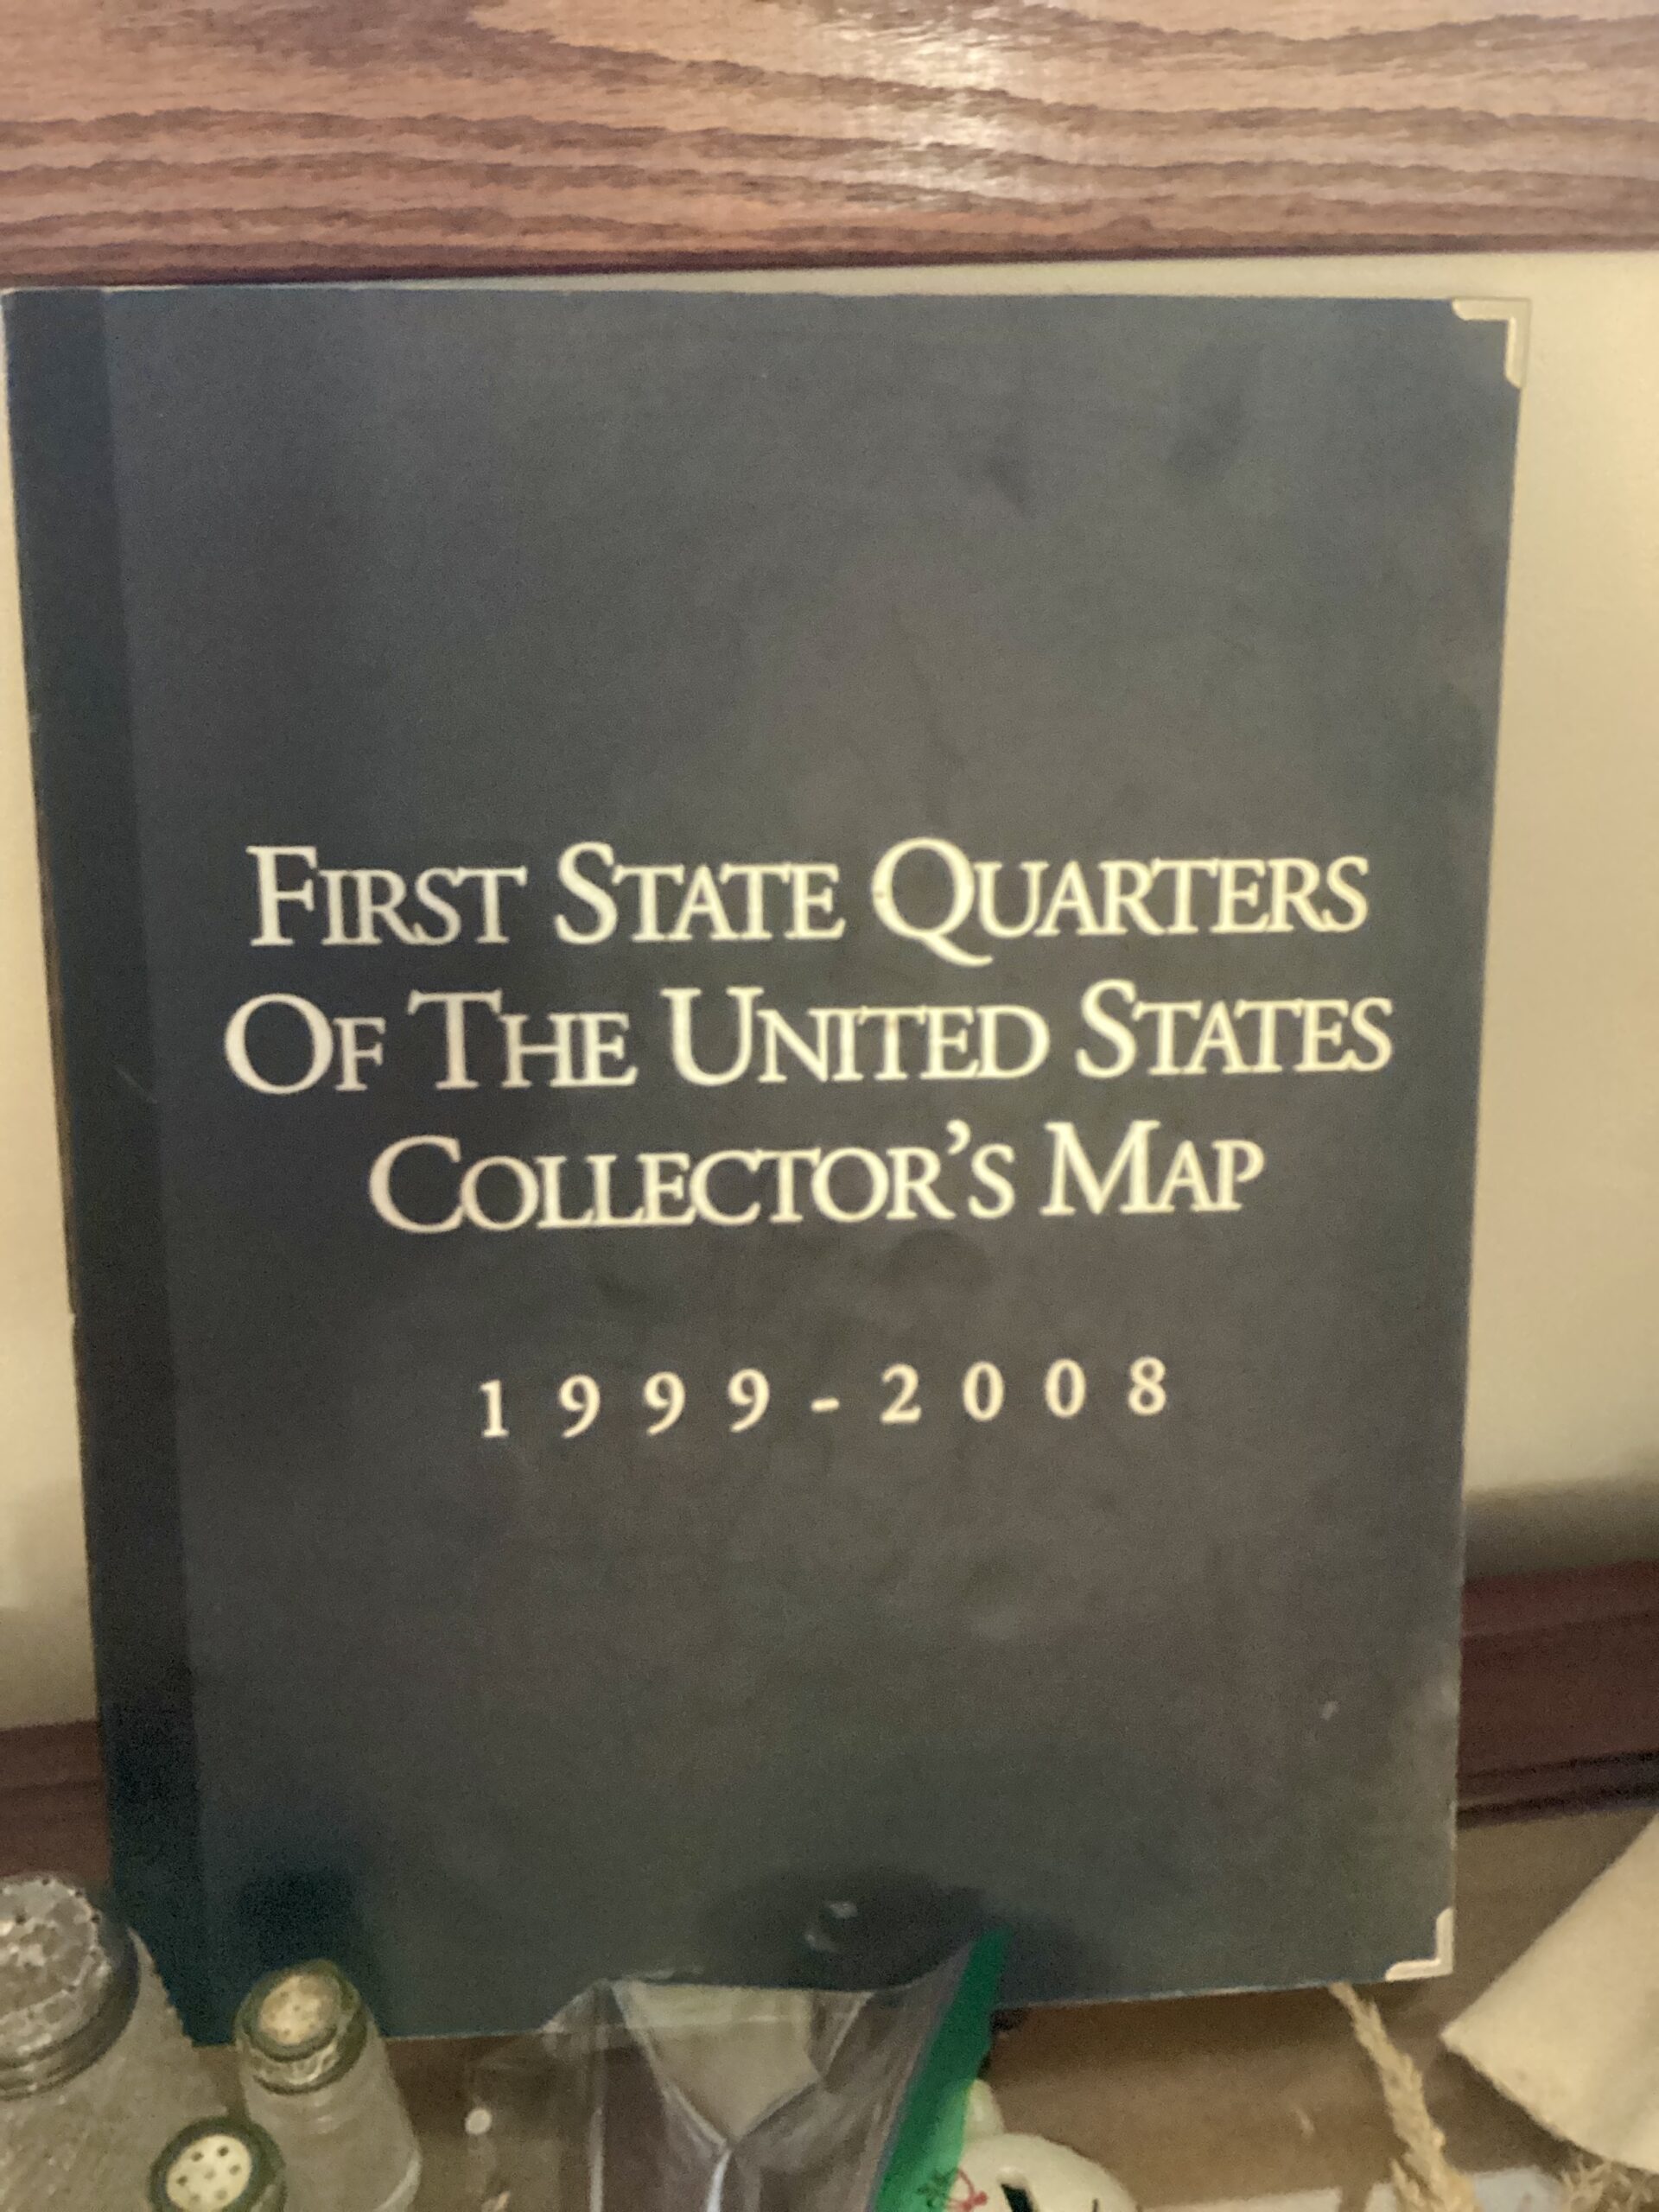 First State Quarters
Of The United States
Collector's Map
1999-2008